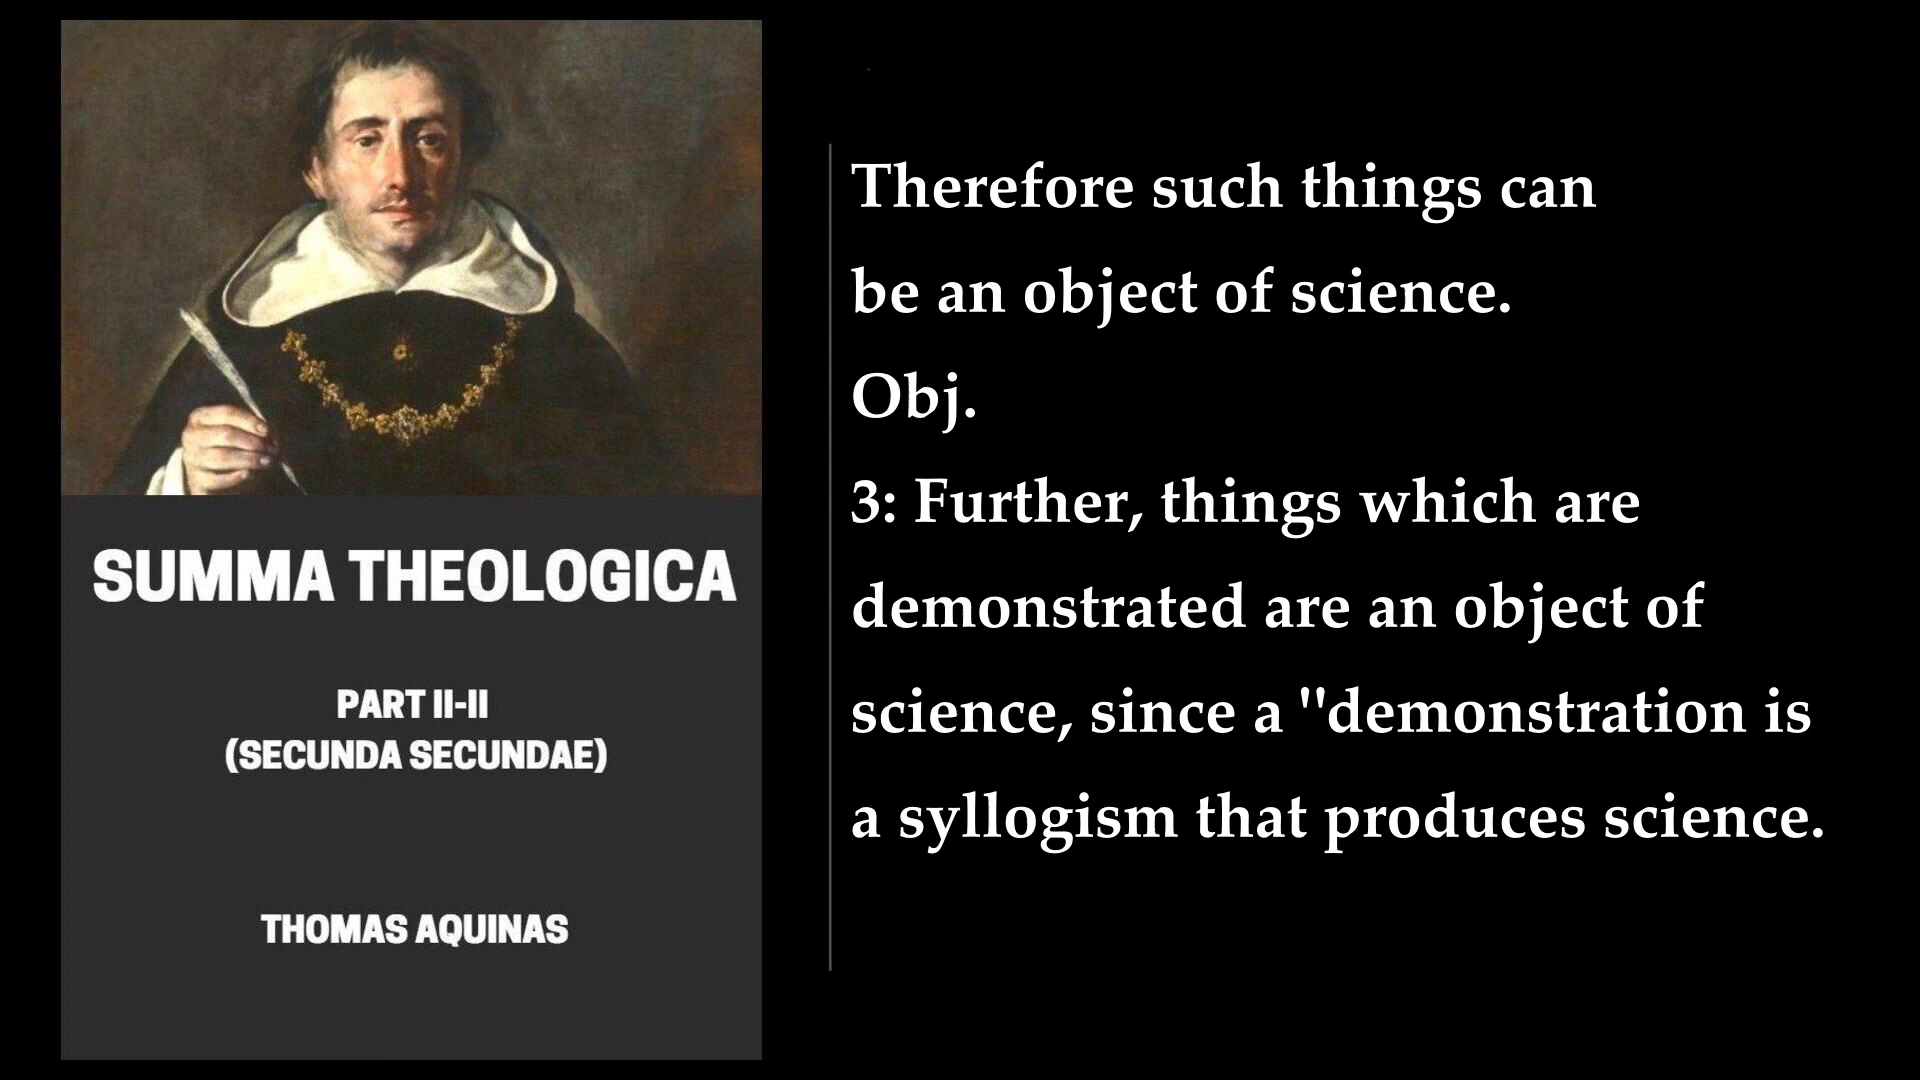 SUMMA THEOLOGICA
PART II-II
(SECUNDA SECUNDAE)
THOMAS AQUINAS
Therefore such things can
be an object of science.
Obj.
3: Further, things which are
demonstrated are an object of
science, since a "demonstration is
a syllogism that produces science.